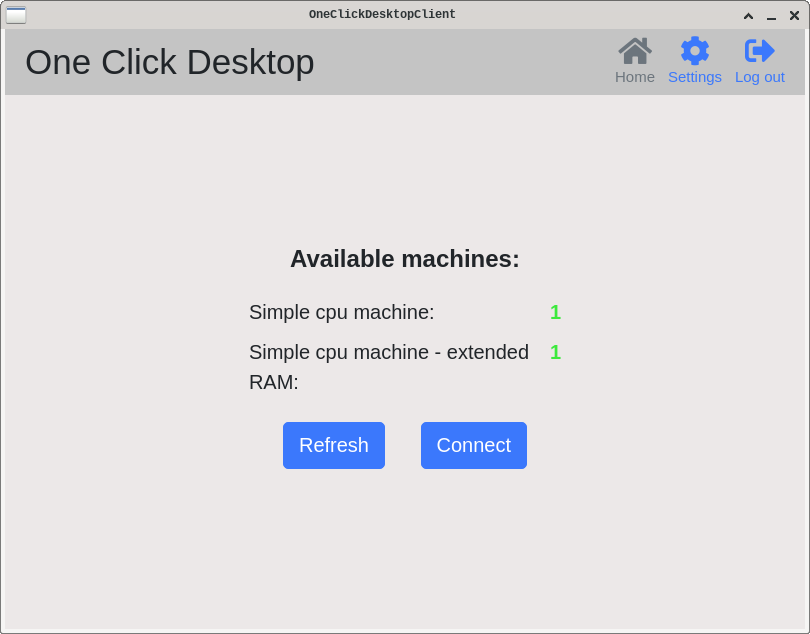 OneClickDesktopClient
One Click Desktop
Home
Settings
Log out
Available machines:
Simple cpu machine: 1
Simple cpu machine - extended 1
RAM:
Refresh
Connect